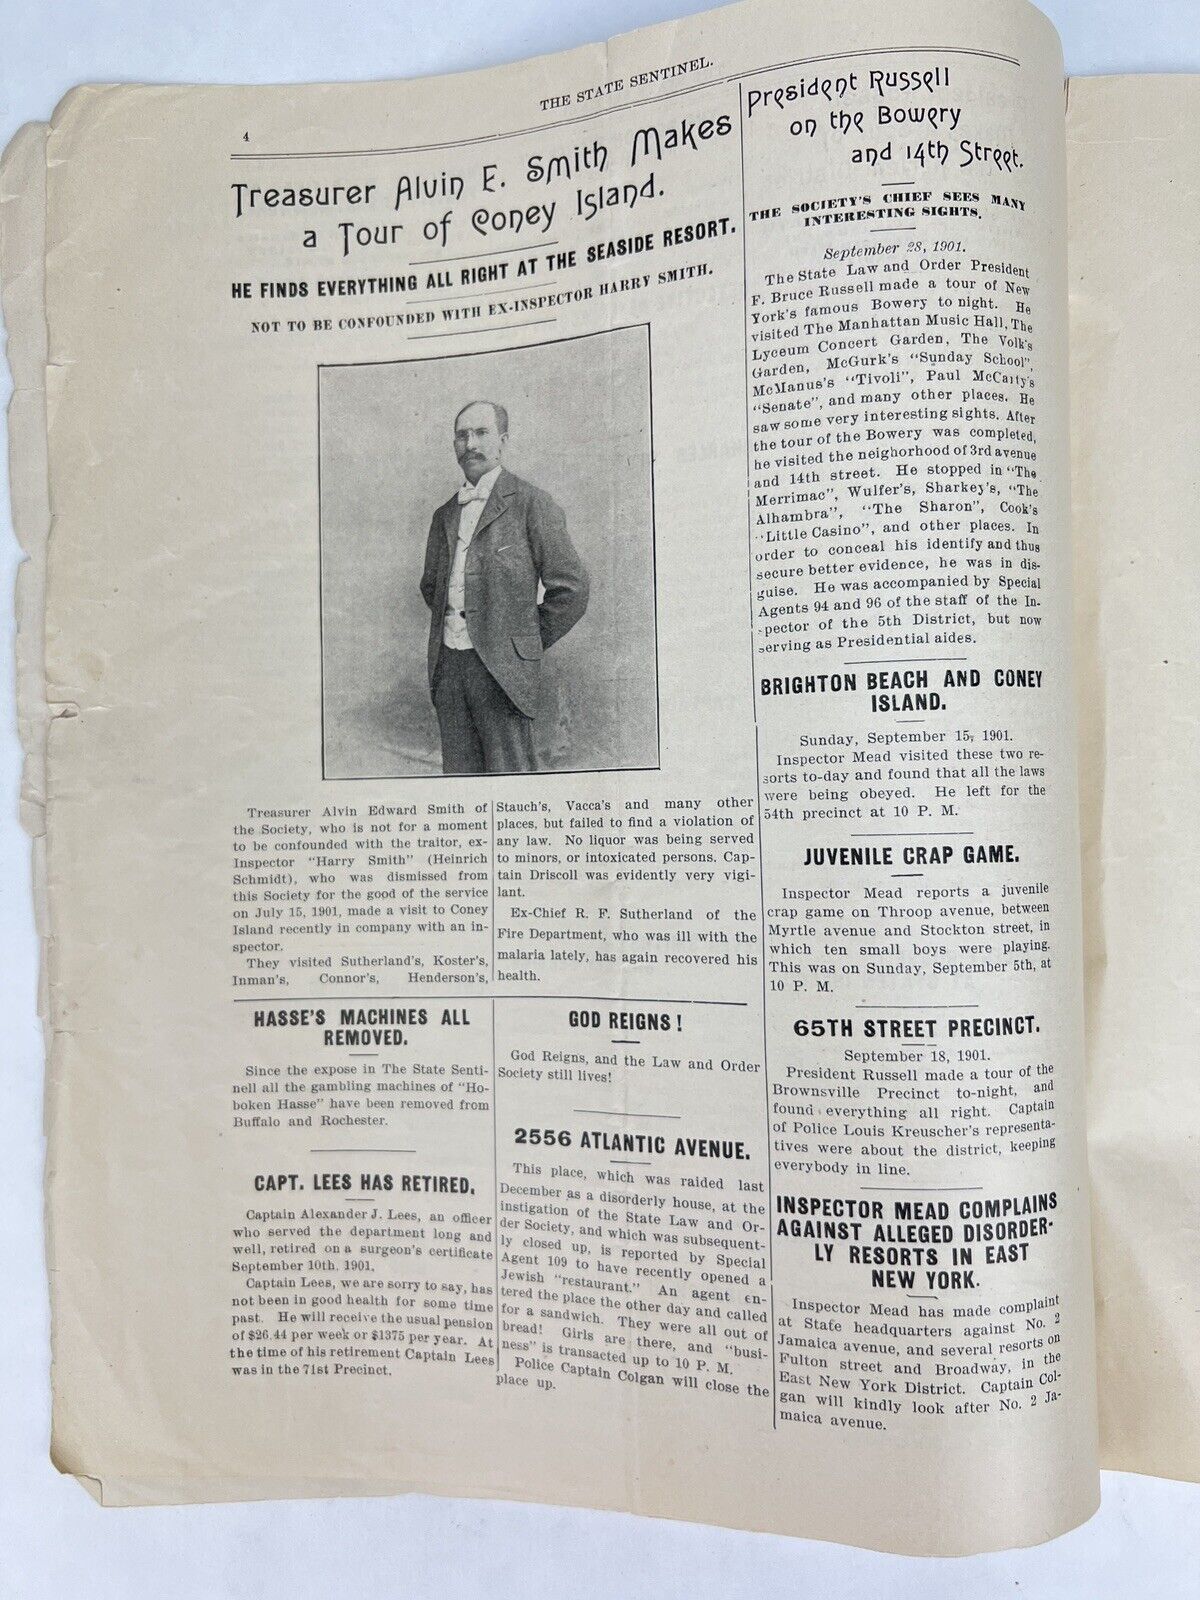 4
THE STATE SENTINEL.
Treasurer Alvin E. Smith Makes
a Tour of Coney Island.
HE FINDS EVERYTHING ALL RIGHT AT THE SEASIDE RESORT.
NOT TO BE CONFOUNDED WITH EX-INSPECTOR HARRY SMITH.
Treasurer Alvin Edward Smith of
the Society, who is not for a moment
to be confounded with the traitor, ex-
Inspector "Harry Smith" (Heinrich
Schmidt), who was dismissed from
this Society for the good of the service
on July 15, 1901, made a visit to Coney
Island recently in company with an in-
spector.
They visited Sutherland's, Koster's,
Inman's, Connor's, Henderson's,
Stauch's, Vacca's and many other
places, but failed to find a violation of
any law. No liquor was being served
to minors, or intoxicated persons. Cap-
tain Driscoll was evidently very vigi-
lant.
Ex-Chief R. F. Sutherland of the
Fire Department, who was ill with the
malaria lately, has again recovered his
health.
HASSE'S MACHINES ALL
REMOVED.
Since the expose in The State Senti-
nell all the gambling machines of "Ho-
boken Hasse" have been removed from
Buffalo and Rochester.
CAPT. LEES HAS RETIRED.
Captain Alexander J. Lees, an officer
who served the department long and
well, retired on a surgeon's certificate
September 10th, 1901.
Captain Lees, we are sorry to say, has
not been in good health for some time
past. He will receive the usual pension
of $26.44 per week or $1375 per year. At
the time of his retirement Captain Lees
was in the 71st Precinct.
GOD REIGNS!
God Reigns, and the Law and Order
Society still lives!
2556 ATLANTIC AVENUE.
This place, which was raided last
December as a disorderly house, at the
instigation of the State Law and Or-
der Society, and which was subsequent-
ly closed up, is reported by Special
Agent 109 to have recently opened a
Jewish "restaurant." An agent en-
tered the place the other day and called
for a sandwich. They were all out of
bread! Girls are there, and "busi-
ness" is transacted up to 10 P. M.
Police Captain Colgan will close the
place up.
President Russell
on the Bowery
and 14th Street.
THE SOCIETY'S CHIEF SEES MANY
INTERESTING SIGHTS.
September 28, 1901.
The State Law and Order President
F. Bruce Russell made a tour of New
York's famous Bowery to night. He
visited The Manhattan Music Hall, The
Lyceum Concert Garden, The Volk's
Garden, McGurk's "Sunday School",
McManus's "Tivoli", Paul McCarty's
"Senate", and many other places. He
saw some very interesting sights. After
the tour of the Bowery was completed,
he visited the neighorhood of 3rd avenue
and 14th street. He stopped in "The
Merrimac", Wulfer's, Sharkey's, "The
Alhambra", "The Sharon", Cook's
"Little Casino", and other places. In
order to conceal his identify and thus
secure better evidence, he was in dis-
guise. He was accompanied by Special
Agents 94 and 96 of the staff of the In-
spector of the 5th District, but now
serving as Presidential aides.
BRIGHTON BEACH AND CONEY
ISLAND.
Sunday, September 15, 1901.
Inspector Mead visited these two re-
sorts to-day and found that all the laws
were being obeyed. He left for the
54th precinct at 10 P. M.
JUVENILE CRAP GAME.
Inspector Mead reports a juvenile
crap game on Throop avenue, between
Myrtle avenue and Stockton street, in
which ten small boys were playing.
This was on Sunday, September 5th, at
10 P. M.
65TH STREET PRECINCT.
September 18, 1901.
President Russell made a tour of the
Brownsville Precinct to-night, and
found everything all right. Captain
of Police Louis Kreuscher's representa-
tives were about the district, keeping
everybody in line.
INSPECTOR MEAD COMPLAINS
AGAINST ALLEGED DISORDER-
LY RESORTS IN EAST
NEW YORK.
Inspector Mead has made complaint
at State headquarters against No. 2
Jamaica avenue, and several resorts on
Fulton street and Broadway, in the
East New York District. Captain Col-
gan will kindly look after No. 2 Ja-
maica avenue.